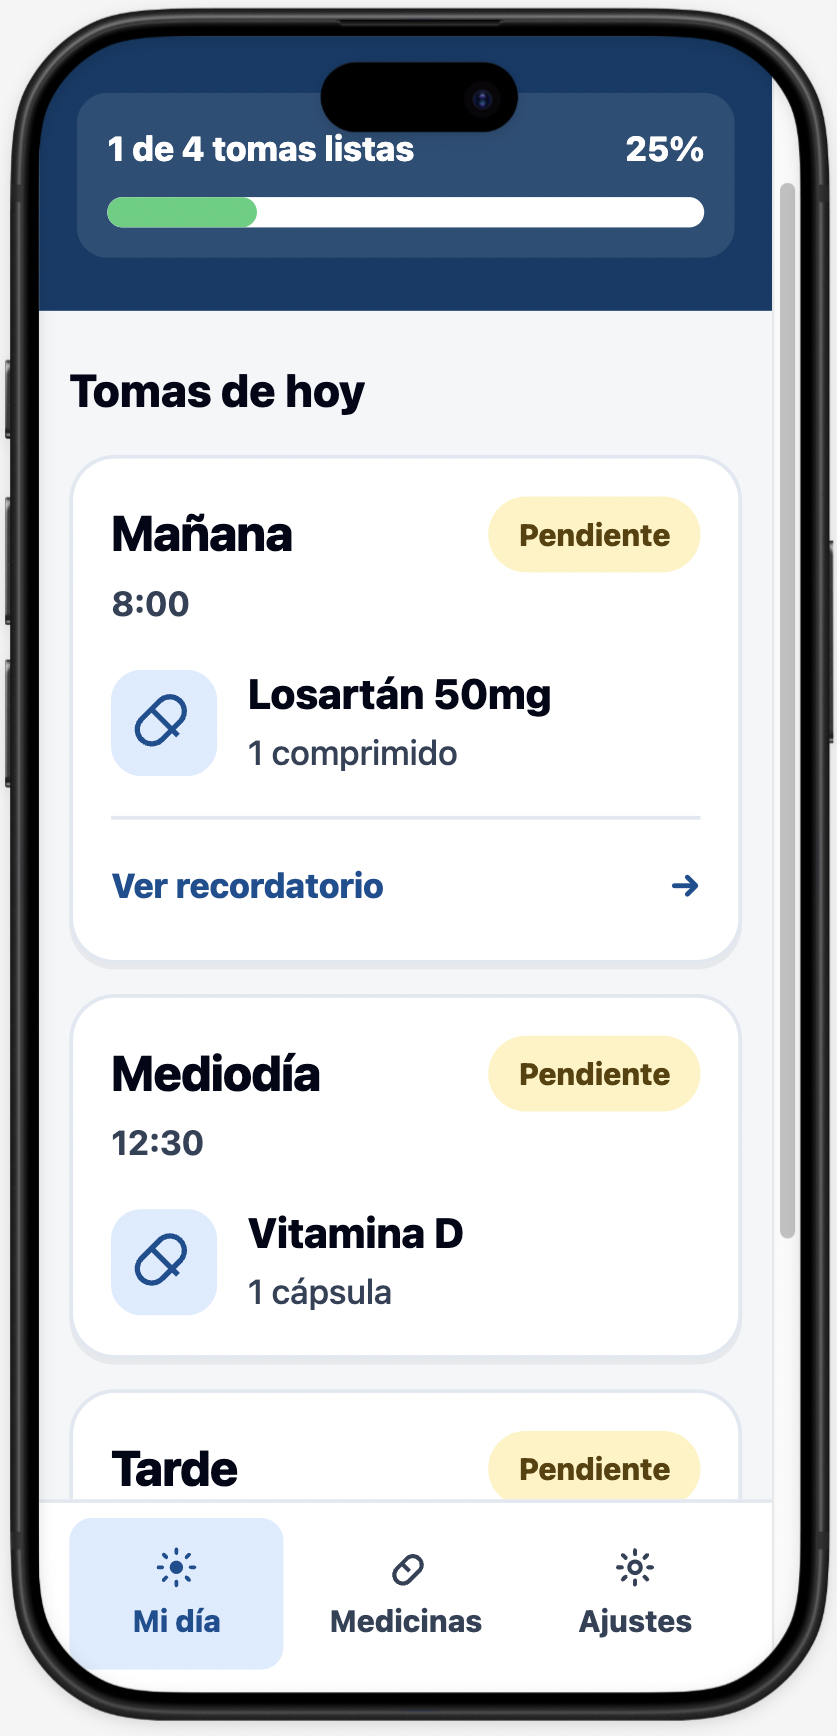 1 de 4 tomas listas 25%
Tomas de hoy
Mañana Pendiente
8:00
Losartán 50mg
1 comprimido
Ver recordatorio →
Mediodía Pendiente
12:30
Vitamina D
1 cápsula
Tarde Pendiente
Mi día Medicinas Ajustes